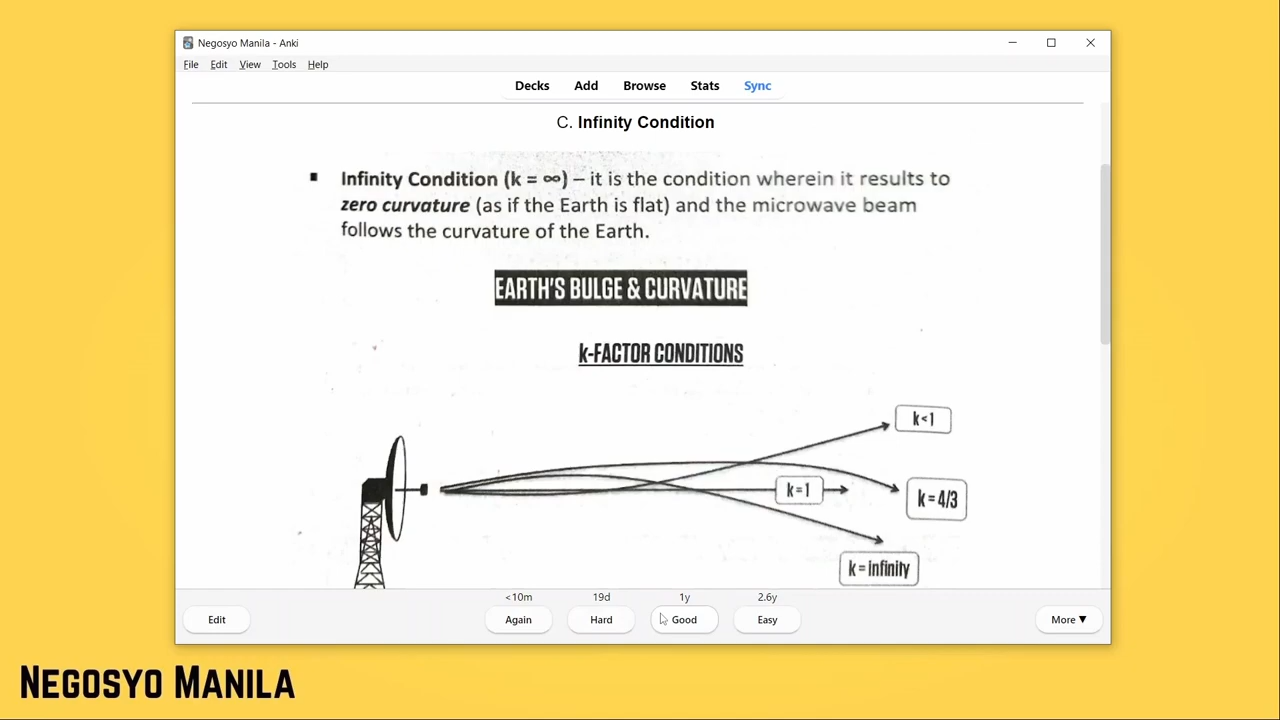 Negosyo Manila - Anki
File Edit View Tools Help
Decks Add Browse Stats Sync
C. Infinity Condition
▪ Infinity Condition (k = ∞) – it is the condition wherein it results to
zero curvature (as if the Earth is flat) and the microwave beam
follows the curvature of the Earth.
EARTH'S BULGE & CURVATURE
k-FACTOR CONDITIONS
k<1
k=1
k=4/3
k=infinity
<10m 19d 1y 2.6y
Edit Again Hard Good Easy More ▼
NEGOSYO MANILA